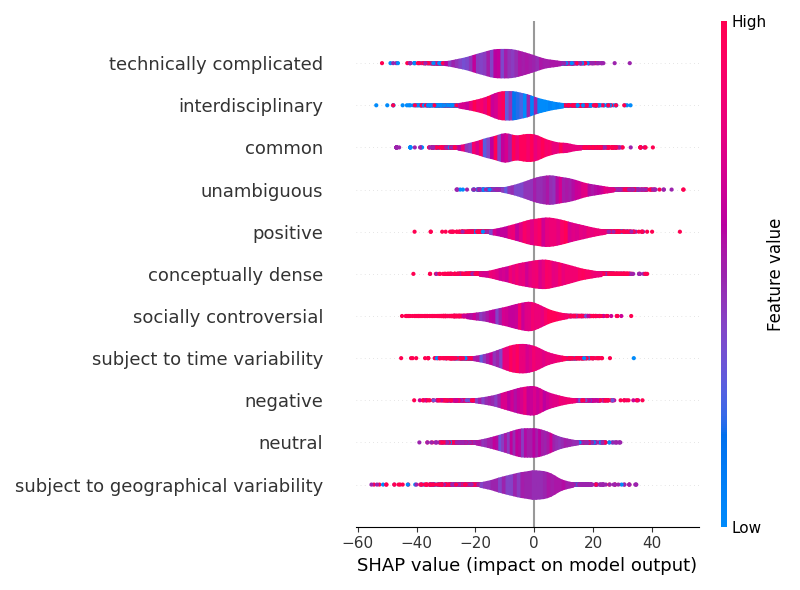 High
technically complicated
interdisciplinary
common
unambiguous
positive
conceptually dense
socially controversial
subject to time variability
negative
neutral
subject to geographical variability
Feature value
Low
−60 −40 −20 0 20 40
SHAP value (impact on model output)